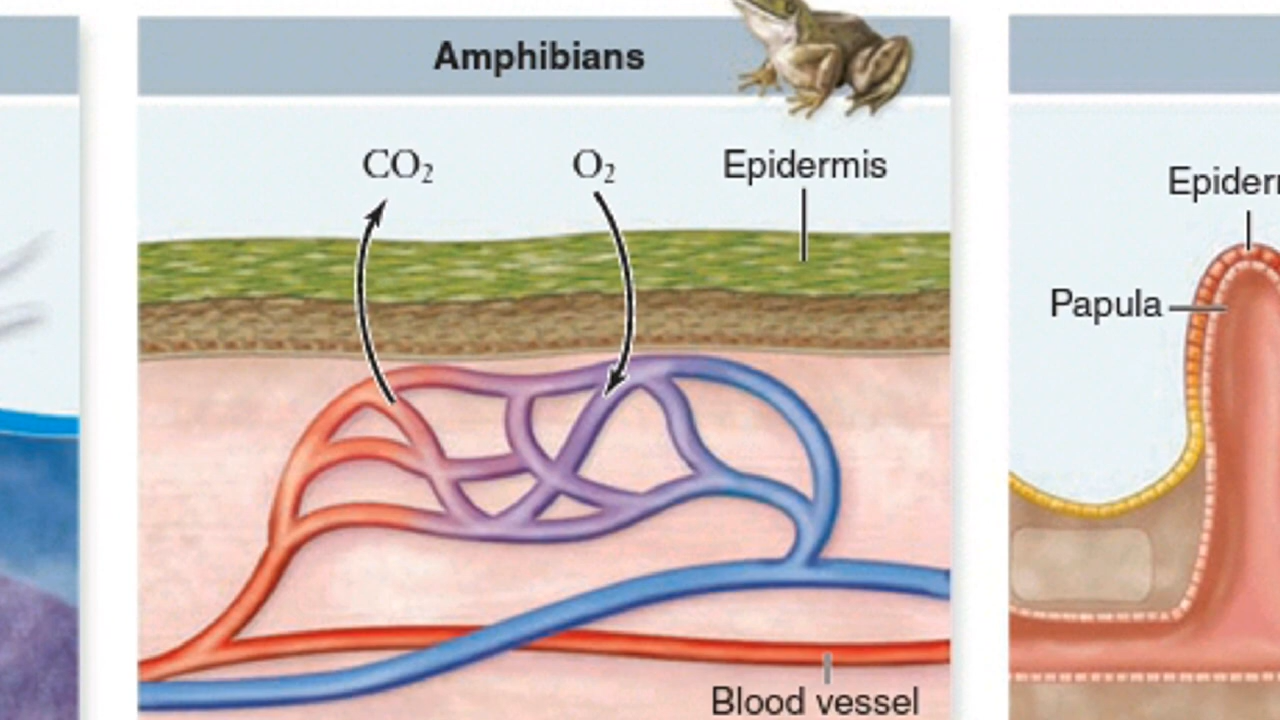 Amphibians
CO₂
O₂
Epidermis
Papula
Blood vessel